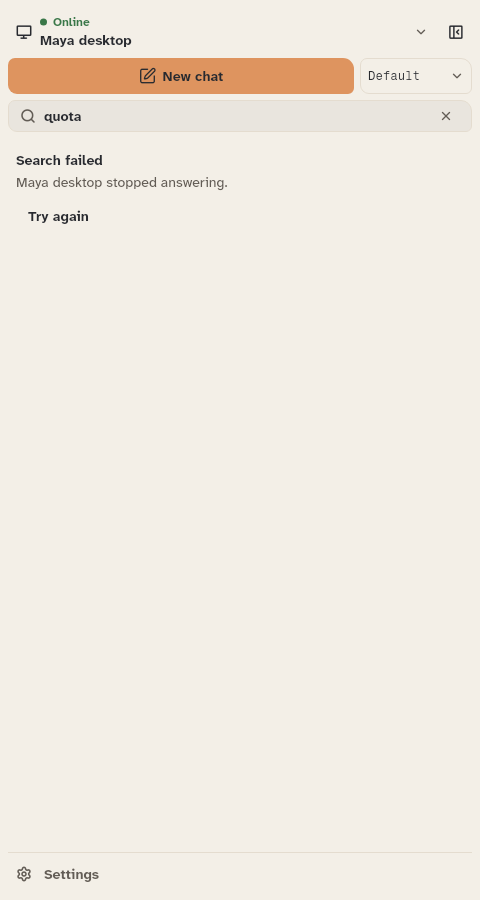 Online
Maya desktop
New chat
Default
quota
Search failed
Maya desktop stopped answering.
Try again
Settings